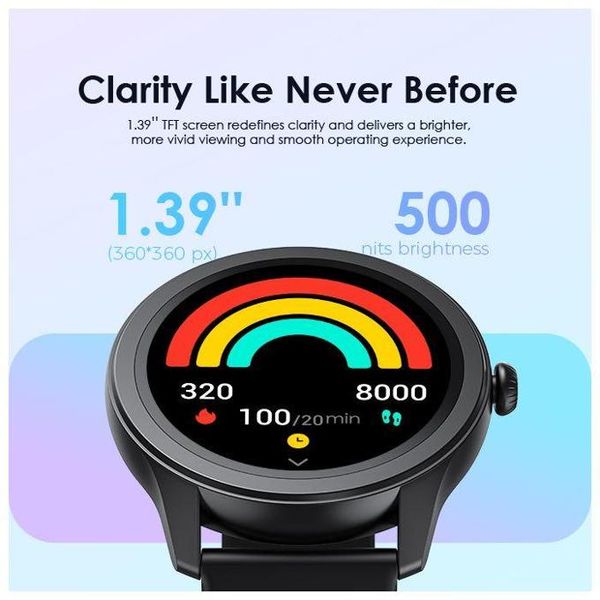 Clarity Like Never Before
1.39" TFT screen redefines clarity and delivers a brighter,
more vivid viewing and smooth operating experience.
1.39" 500
(360*360 px) nits brightness
320 8000
100/20min